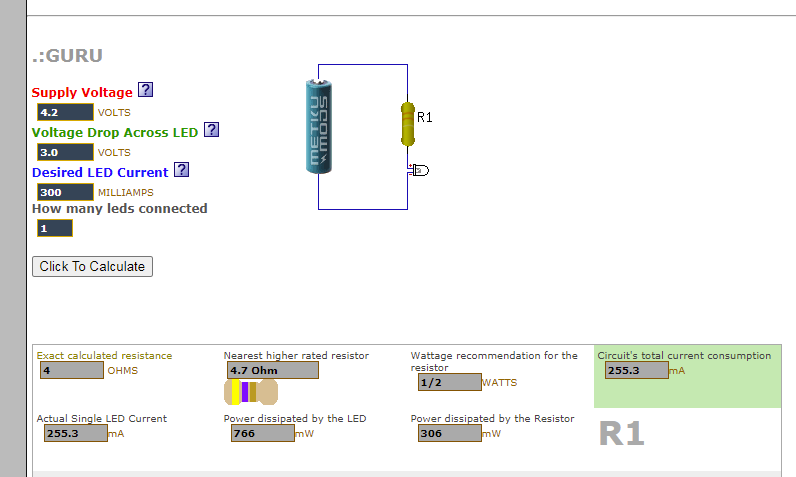 .:GURU
Supply Voltage ?
4.2 VOLTS
Voltage Drop Across LED ?
3.0 VOLTS
Desired LED Current ?
300 MILLIAMPS
How many leds connected
1
METKU
MODS
R1
Click To Calculate
Exact calculated resistance
4 OHMS
Nearest higher rated resistor
4.7 Ohm
Wattage recommendation for the
resistor
1/2 WATTS
Circuit's total current consumption
255.3 mA
Actual Single LED Current
255.3 mA
Power dissipated by the LED
766 mW
Power dissipated by the Resistor
306 mW
R1